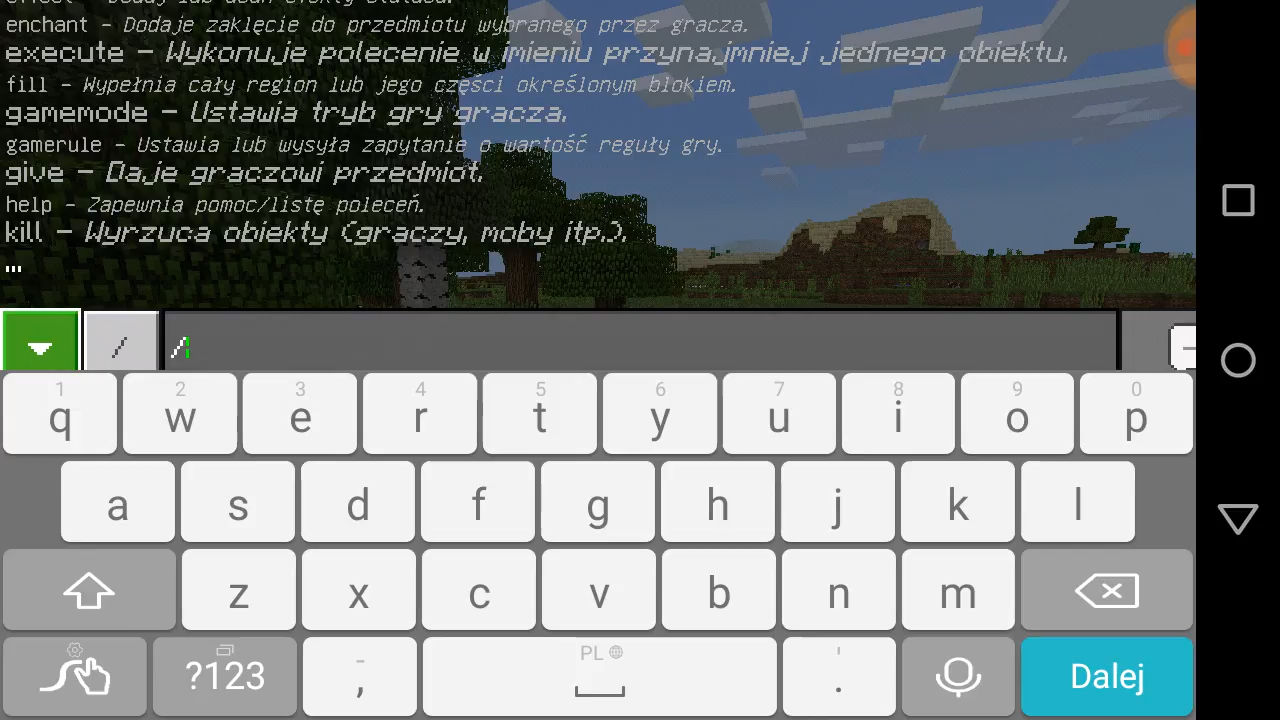 enchant - Dodaje zaklęcie do przedmiotu wybranego przez gracza.
execute - Wykonuje polecenie w imieniu przynajmniej jednego obiektu.
fill - Wypełnia cały region lub jego części określonym blokiem.
gamemode - Ustawia tryb gry gracza.
gamerule - Ustawia lub wysyła zapytanie o wartość reguły gry.
give - Daje graczowi przedmiot.
help - Zapewnia pomoc/listę poleceń.
kill - Wyrzuca obiekty (graczy, moby itp.).
...
/ /
1 2 3 4 5 6 7 8 9 0
q w e r t y u i o p
a s d f g h j k l
z x c v b n m
PL
?123 , . Dalej